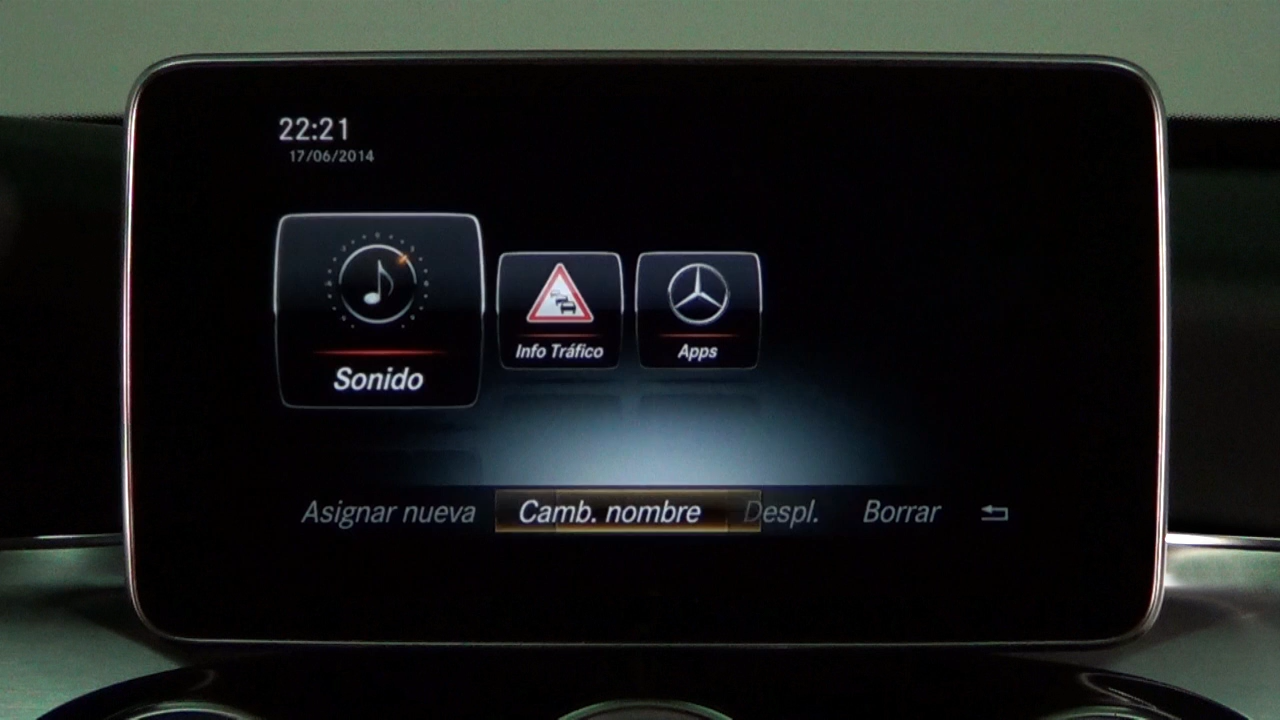 22:21
17/06/2014
Sonido
Info Tráfico
Apps
Asignar nueva Camb. nombre Despl. Borrar